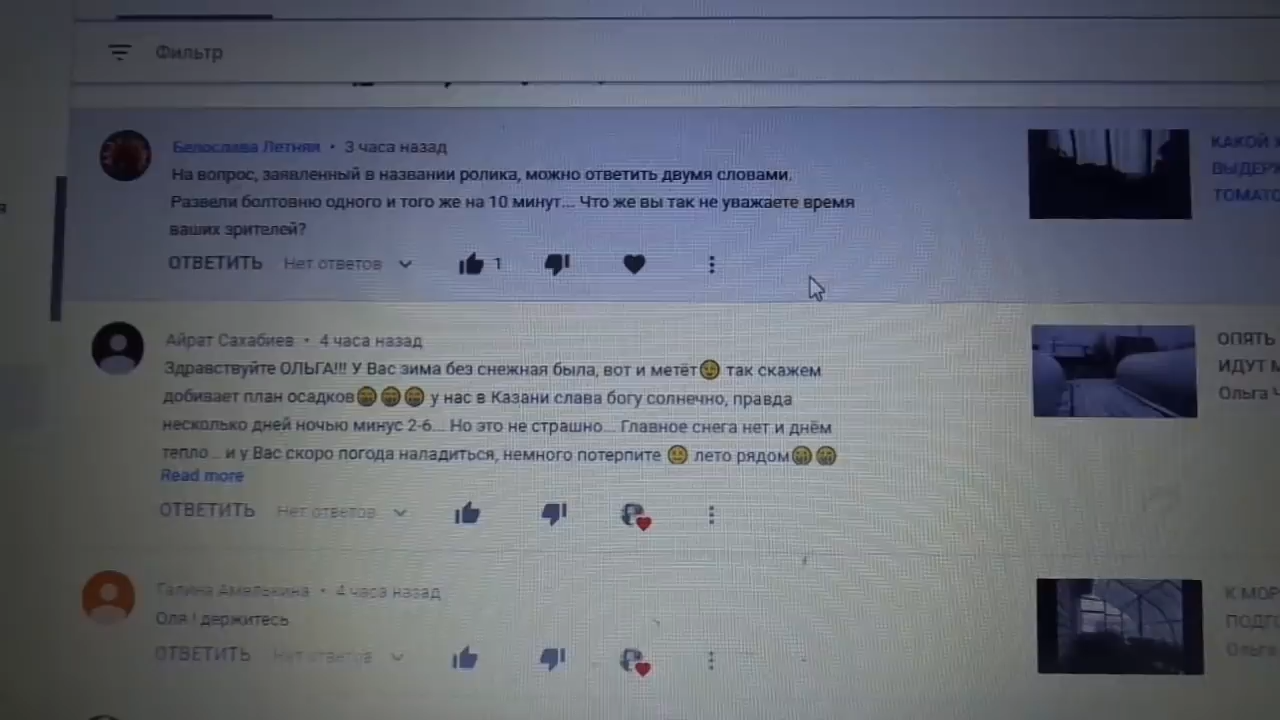 Фильтр
Белослава Летняя • 3 часа назад
На вопрос, заявленный в названии ролика, можно ответить двумя словами.
Развели болтовню одного и того же на 10 минут... Что же вы так не уважаете время
ваших зрителей?
ОТВЕТИТЬ Нет ответов 1
КАКОЙ
ВЫДЕРЖ
ТОМАТО
Айрат Сахабиев • 4 часа назад
Здравствуйте ОЛЬГА!!! У Вас зима без снежная была, вот и метёт😉 так скажем
добивает план осадков😁😁😁 у нас в Казани слава богу солнечно, правда
несколько дней ночью минус 2-6... Но это не страшно... Главное снега нет и днём
тепло... и у Вас скоро погода наладиться, немного потерпите 😉 лето рядом😁😁
Read more
ОТВЕТИТЬ Нет ответов
ОПЯТЬ
ИДУТ М
Ольга Ч
Галина Амелькина • 4 часа назад
Оля ! держитесь
ОТВЕТИТЬ Нет ответов
К МОР
ПОДГО
Ольга